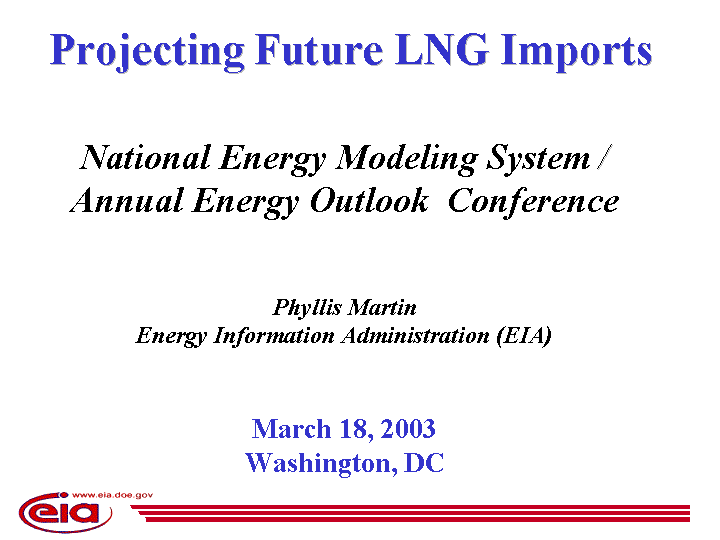 Projecting Future LNG Imports
National Energy Modeling System /
Annual Energy Outlook Conference
Phyllis Martin
Energy Information Administration (EIA)
March 18, 2003
Washington, DC
www.eia.doe.gov
eia